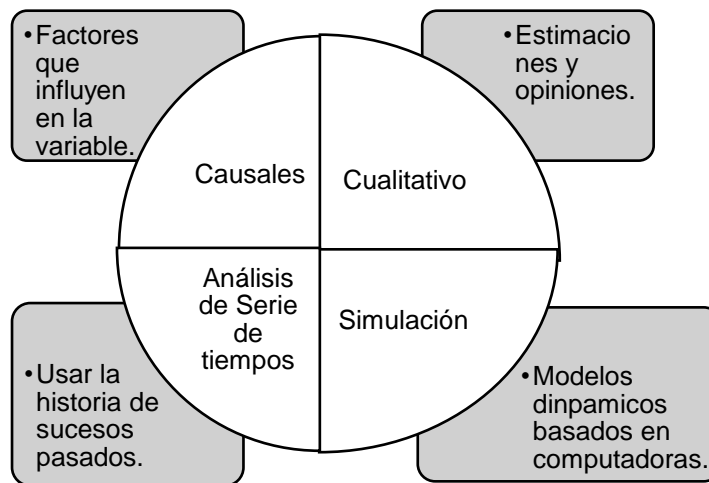 •Factores
que
influyen
en la
variable.
•Estimacio
nes y
opiniones.
Causales
Cualitativo
Análisis
de Serie
de
tiempos
Simulación
•Usar la
historia de
sucesos
pasados.
•Modelos
dinpamicos
basados en
computadoras.